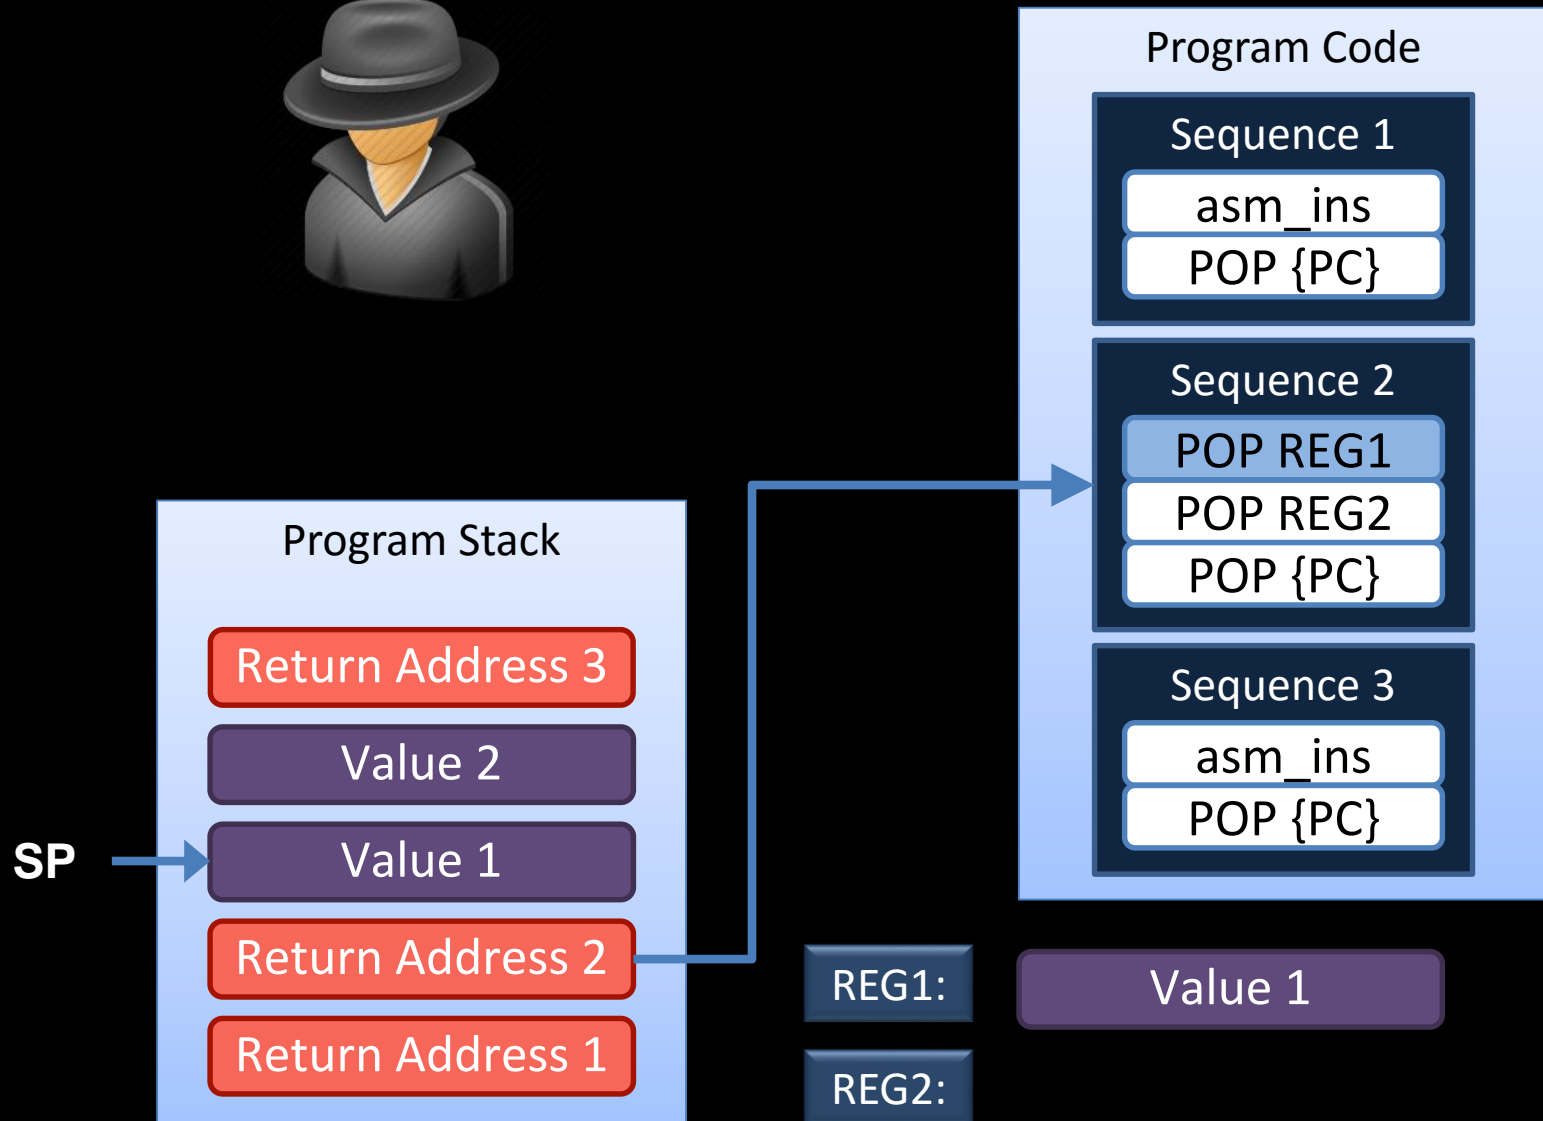 Program Code
Sequence 1
asm_ins
POP {PC}
Sequence 2
POP REG1
POP REG2
POP {PC}
Sequence 3
asm_ins
POP {PC}
Program Stack
Return Address 3
Value 2
SP
Value 1
Return Address 2
Return Address 1
REG1:
Value 1
REG2: